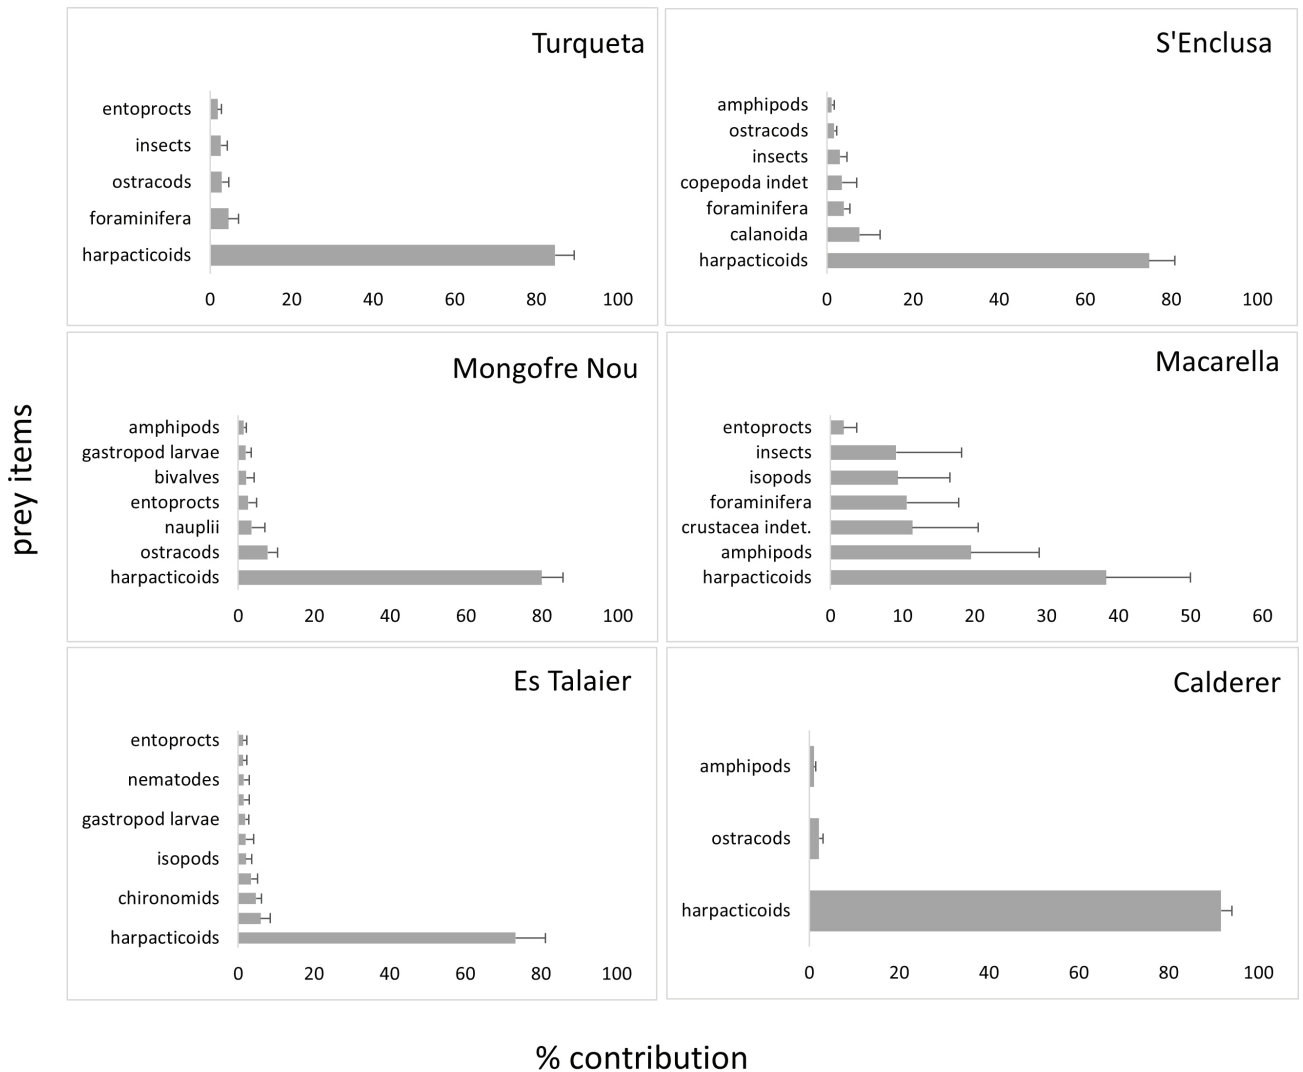 prey items
Turqueta
entoprocts
insects
ostracods
foraminifera
harpacticoids
0 20 40 60 80 100
S'Enclusa
amphipods
ostracods
insects
copepoda indet
foraminifera
calanoida
harpacticoids
0 20 40 60 80 100
Mongofre Nou
amphipods
gastropod larvae
bivalves
entoprocts
nauplii
ostracods
harpacticoids
0 20 40 60 80 100
Macarella
entoprocts
insects
isopods
foraminifera
crustacea indet.
amphipods
harpacticoids
0 10 20 30 40 50 60
Es Talaier
entoprocts
nematodes
gastropod larvae
isopods
chironomids
harpacticoids
0 20 40 60 80 100
Calderer
amphipods
ostracods
harpacticoids
0 20 40 60 80 100
% contribution